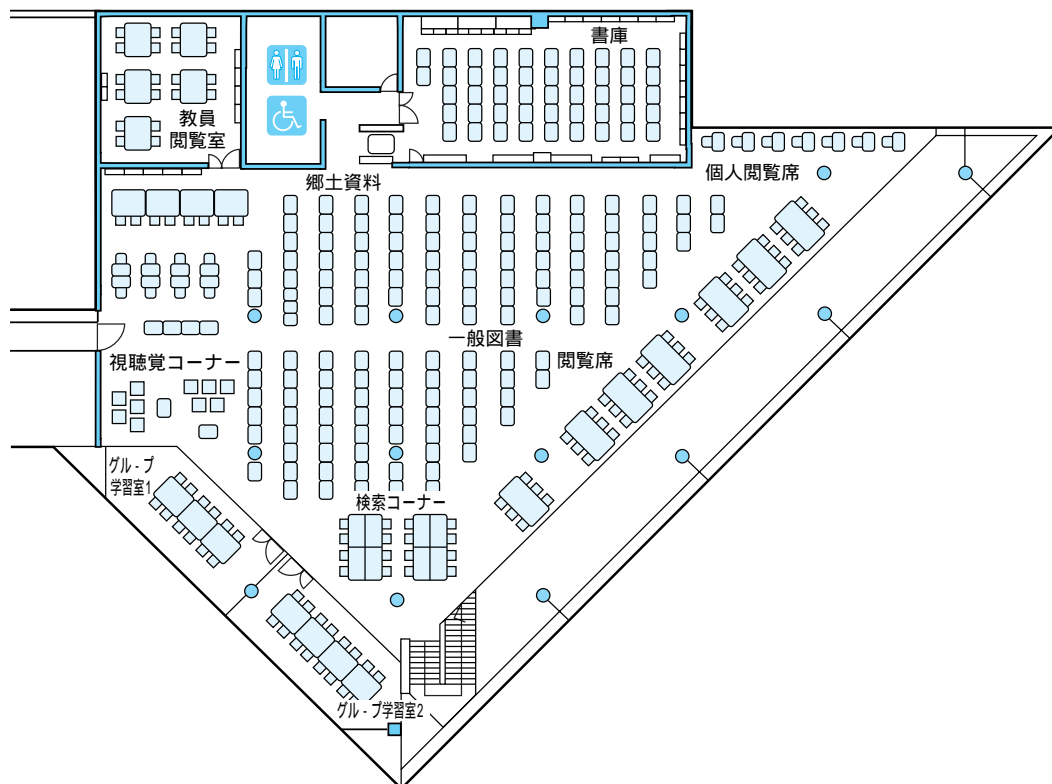 書庫
教員
閲覧室
個人閲覧席
郷土資料
一般図書
閲覧席
視聴覚コーナー
グル-プ
学習室1
検索コーナー
グル-プ学習室2